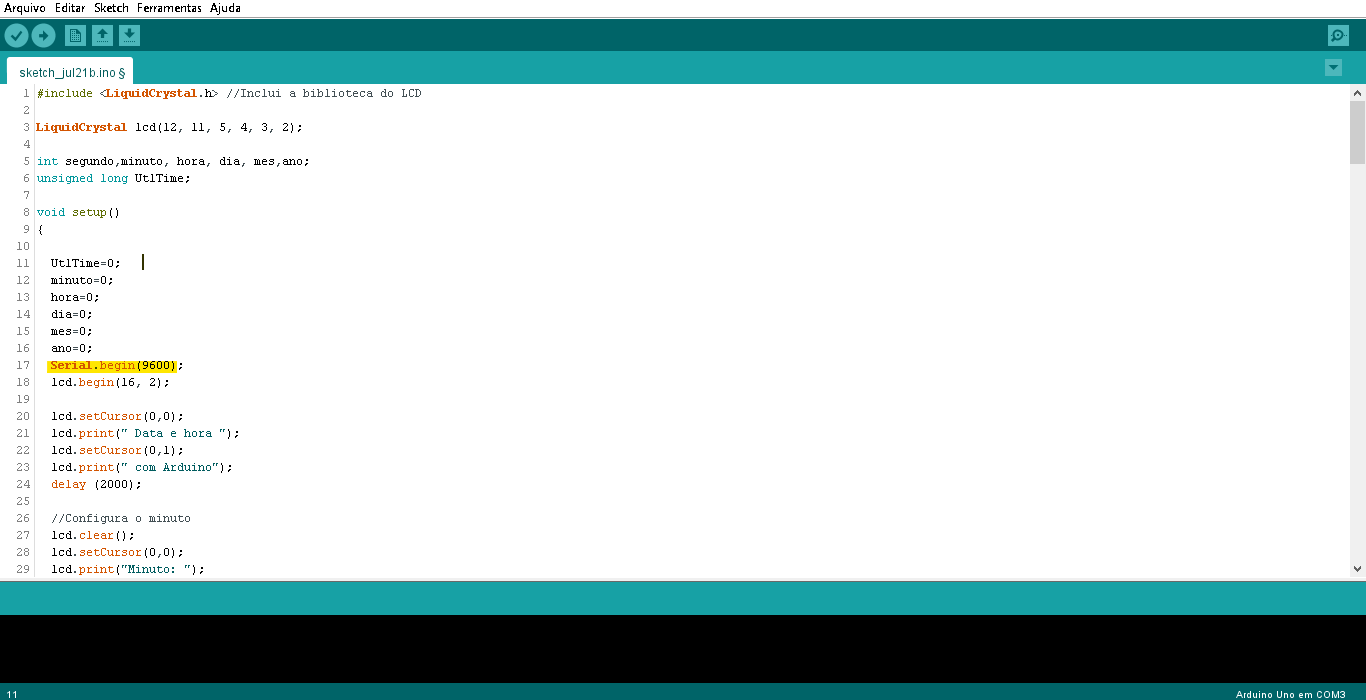 Arquivo Editar Sketch Ferramentas Ajuda
sketch_jul21b.ino §
1 #include <LiquidCrystal.h> //Inclui a biblioteca do LCD
2
3 LiquidCrystal lcd(12, 11, 5, 4, 3, 2);
4
5 int segundo,minuto, hora, dia, mes,ano;
6 unsigned long UtlTime;
7
8 void setup()
9 {
10
11 UtlTime=0;
12 minuto=0;
13 hora=0;
14 dia=0;
15 mes=0;
16 ano=0;
17 Serial.begin(9600);
18 lcd.begin(16, 2);
19
20 lcd.setCursor(0,0);
21 lcd.print(" Data e hora ");
22 lcd.setCursor(0,1);
23 lcd.print(" com Arduino");
24 delay (2000);
25
26 //Configura o minuto
27 lcd.clear();
28 lcd.setCursor(0,0);
29 lcd.print("Minuto: ");
11
Arduino Uno em COM3